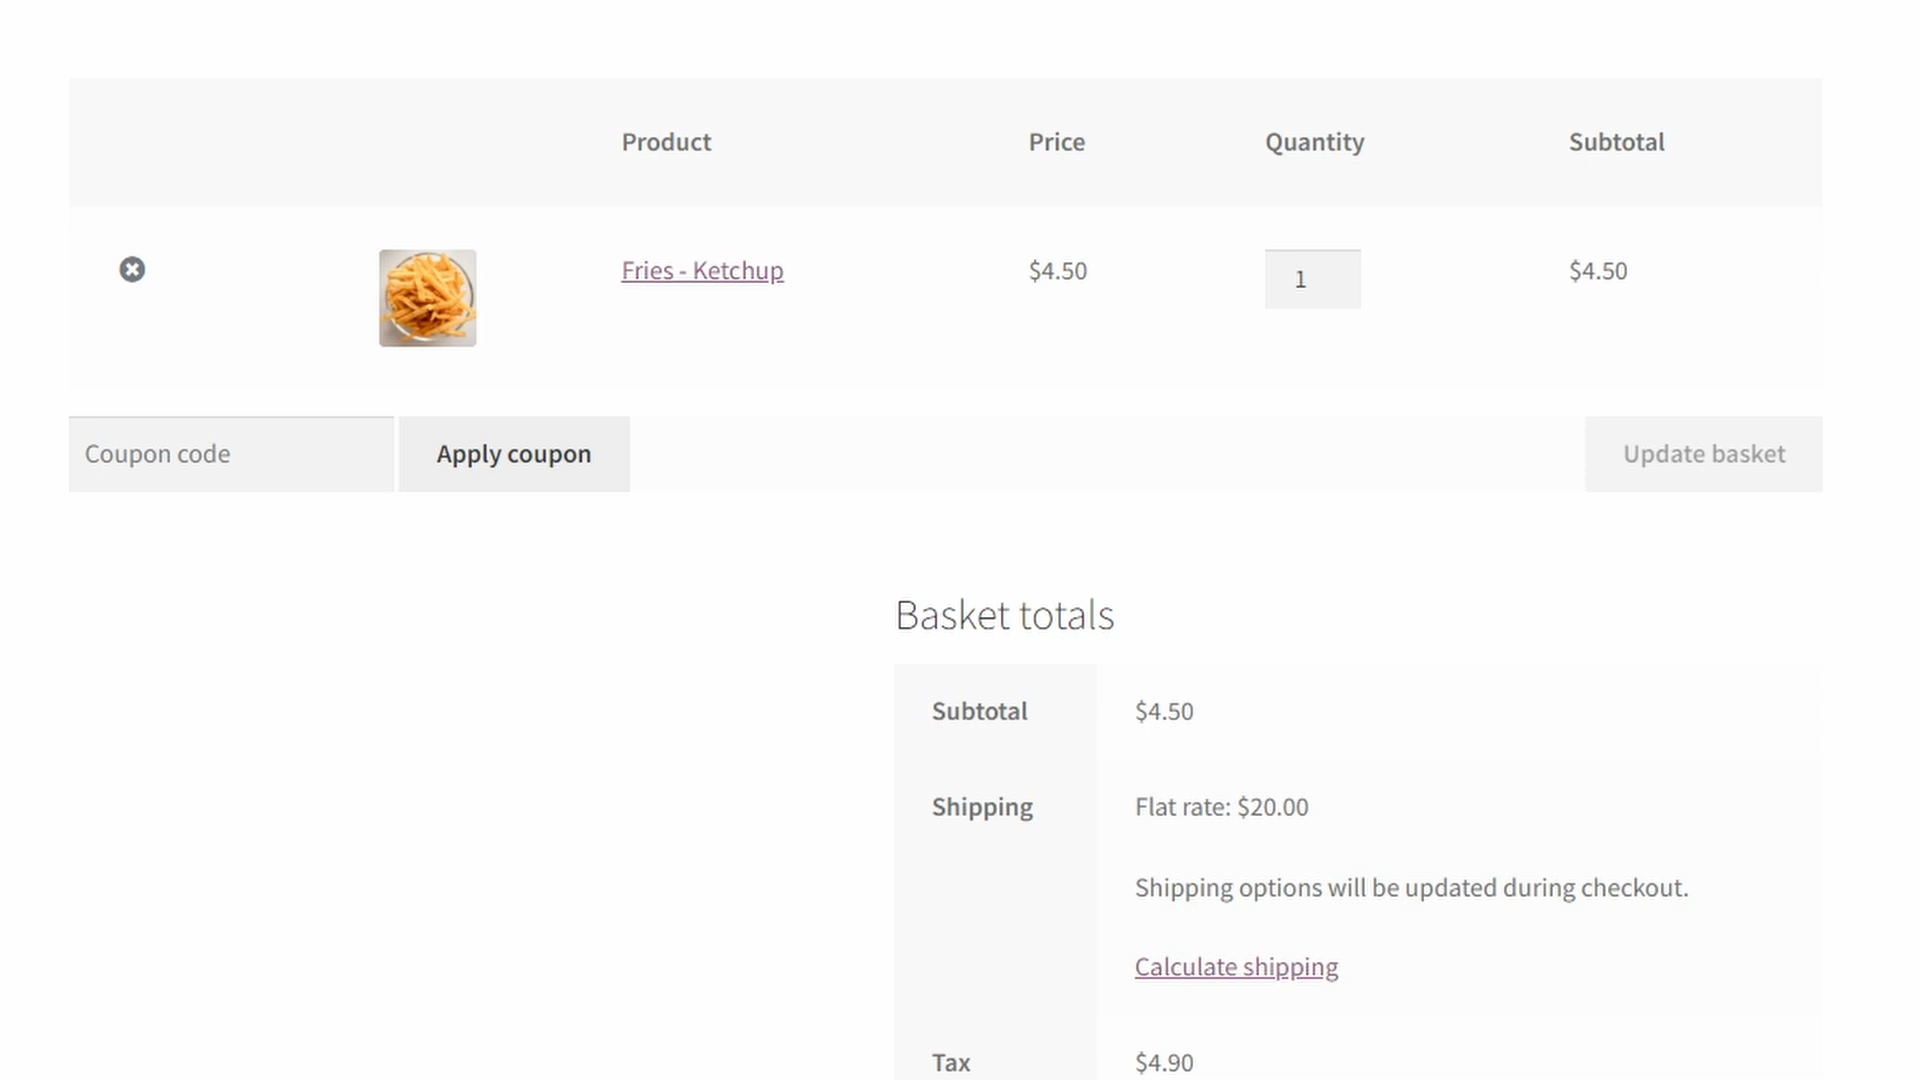 Product Price Quantity Subtotal
Fries - Ketchup $4.50 1 $4.50
Coupon code Apply coupon Update basket
Basket totals
Subtotal $4.50
Shipping Flat rate: $20.00
Shipping options will be updated during checkout.
Calculate shipping
Tax $4.90